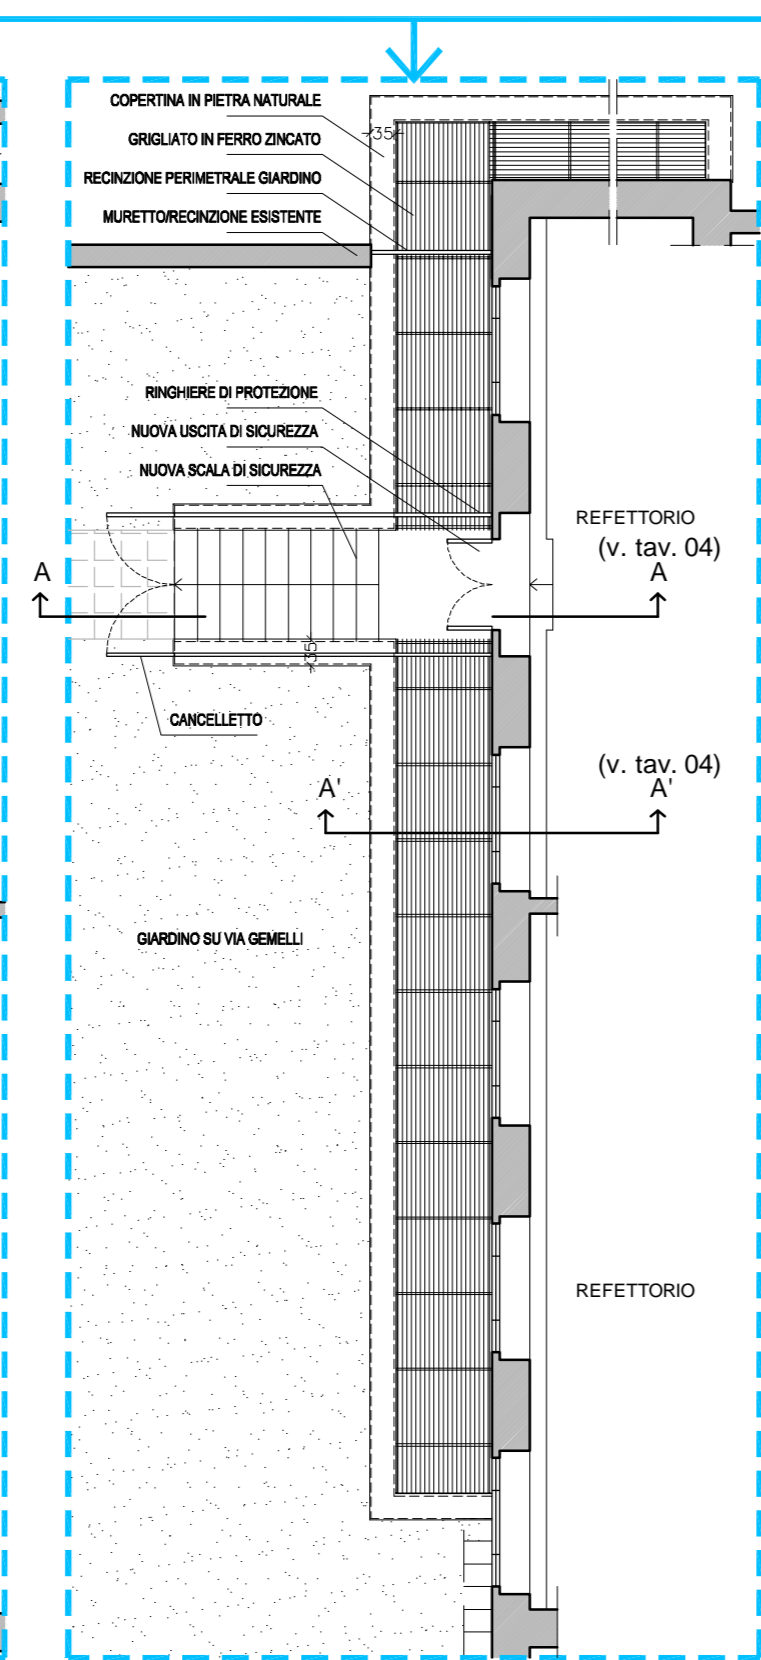 COPERTINA IN PIETRA NATURALE
35
GRIGLIATO IN FERRO ZINCATO
RECINZIONE PERIMETRALE GIARDINO
MURETTO/RECINZIONE ESISTENTE
RINGHIERE DI PROTEZIONE
NUOVA USCITA DI SICUREZZA
NUOVA SCALA DI SICUREZZA
REFETTORIO
(v. tav. 04)
A
A
35
CANCELLETTO
(v. tav. 04)
A'
A'
GIARDINO SU VIA GEMELLI
REFETTORIO